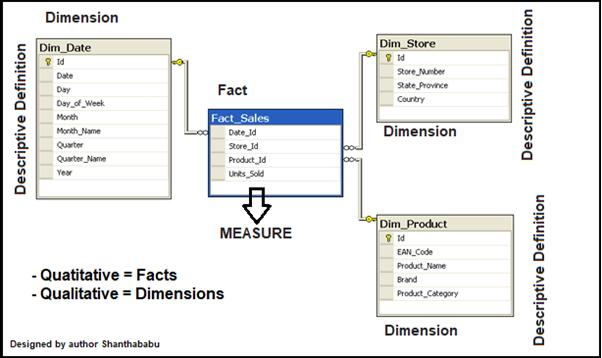 Dimension
Descriptive Definition
Dim_Date
Id
Date
Day
Day_of_Week
Month
Month_Name
Quarter
Quarter_Name
Year
Fact
Fact_Sales
Date_Id
Store_Id
Product_Id
Units_Sold
MEASURE
Dim_Store
Id
Store_Number
State_Province
Country
Dimension
Descriptive Definition
Dim_Product
Id
EAN_Code
Product_Name
Brand
Product_Category
Dimension
Descriptive Definition
- Quatitative = Facts
- Qualitative = Dimensions
Designed by author Shanthababu